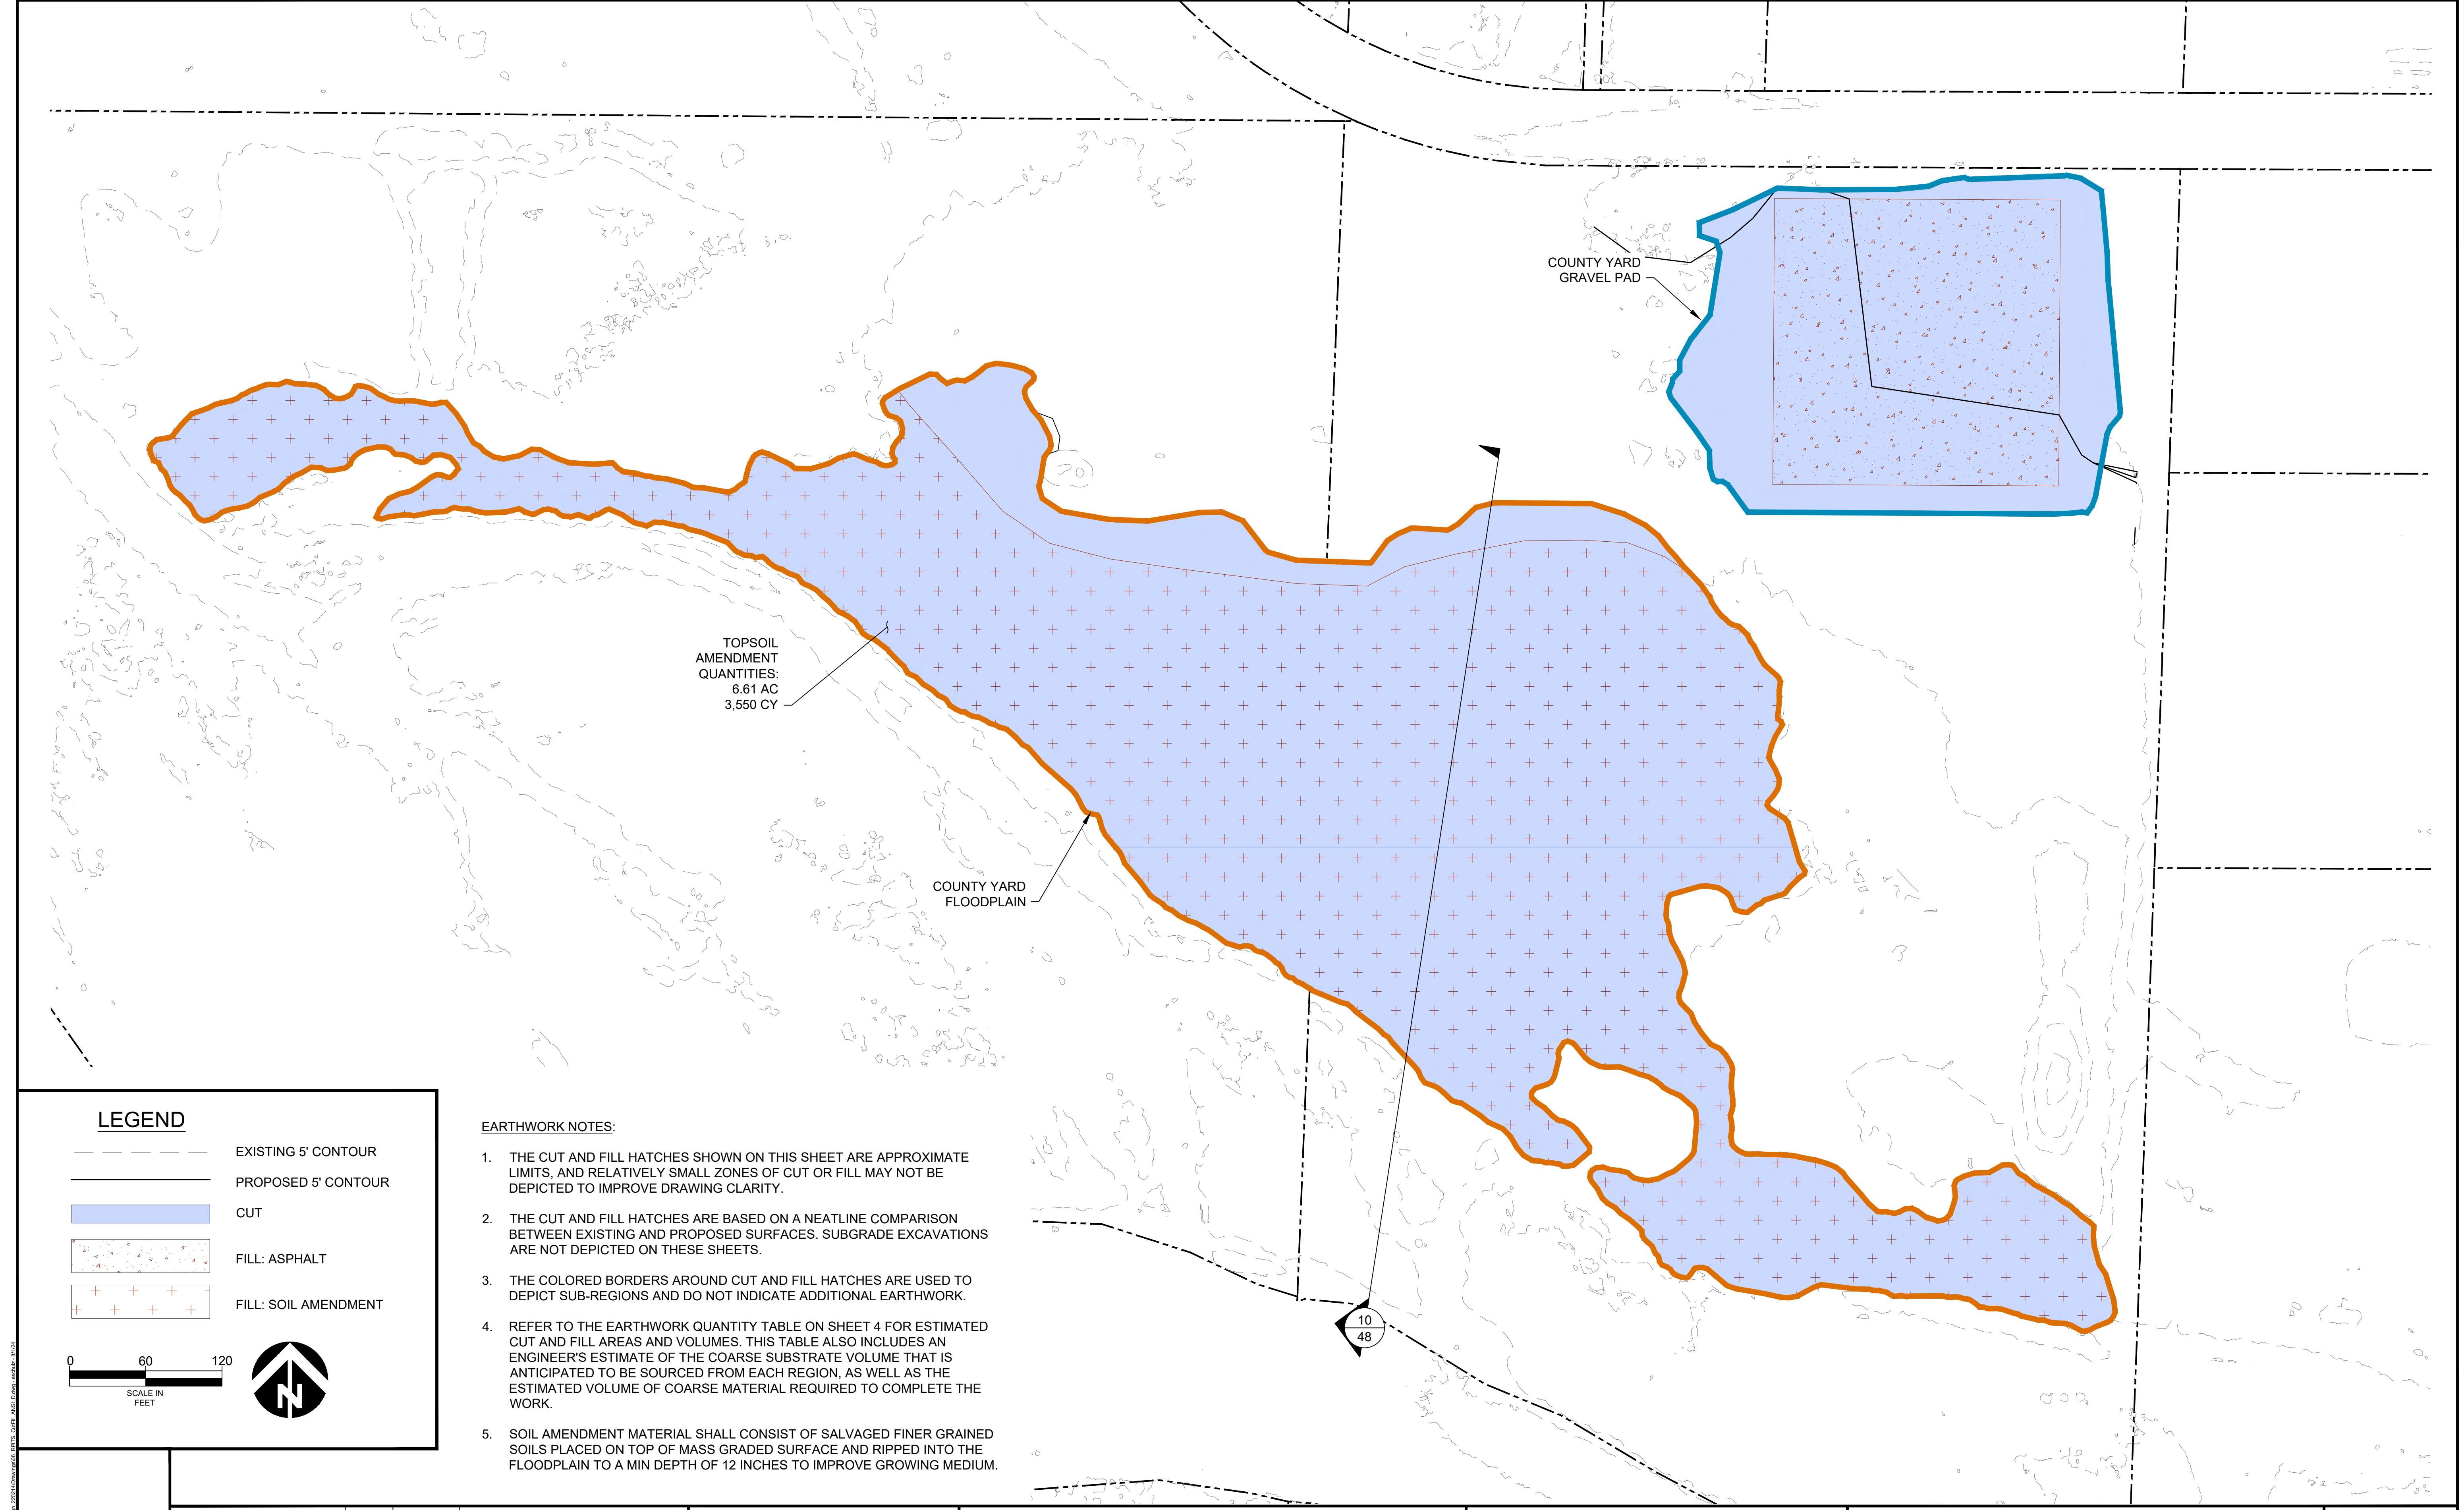 COUNTY YARD
GRAVEL PAD
TOPSOIL
AMENDMENT
QUANTITIES:
6.61 AC
3,550 CY
COUNTY YARD
FLOODPLAIN
LEGEND
EXISTING 5' CONTOUR
PROPOSED 5' CONTOUR
CUT
FILL: ASPHALT
FILL: SOIL AMENDMENT
0 60 120
SCALE IN
FEET
N
EARTHWORK NOTES:
1. THE CUT AND FILL HATCHES SHOWN ON THIS SHEET ARE APPROXIMATE
LIMITS, AND RELATIVELY SMALL ZONES OF CUT OR FILL MAY NOT BE
DEPICTED TO IMPROVE DRAWING CLARITY.
2. THE CUT AND FILL HATCHES ARE BASED ON A NEATLINE COMPARISON
BETWEEN EXISTING AND PROPOSED SURFACES. SUBGRADE EXCAVATIONS
ARE NOT DEPICTED ON THESE SHEETS.
3. THE COLORED BORDERS AROUND CUT AND FILL HATCHES ARE USED TO
DEPICT SUB-REGIONS AND DO NOT INDICATE ADDITIONAL EARTHWORK.
4. REFER TO THE EARTHWORK QUANTITY TABLE ON SHEET 4 FOR ESTIMATED
CUT AND FILL AREAS AND VOLUMES. THIS TABLE ALSO INCLUDES AN
ENGINEER'S ESTIMATE OF THE COARSE SUBSTRATE VOLUME THAT IS
ANTICIPATED TO BE SOURCED FROM EACH REGION, AS WELL AS THE
ESTIMATED VOLUME OF COARSE MATERIAL REQUIRED TO COMPLETE THE
WORK.
5. SOIL AMENDMENT MATERIAL SHALL CONSIST OF SALVAGED FINER GRAINED
SOILS PLACED ON TOP OF MASS GRADED SURFACE AND RIPPED INTO THE
FLOODPLAIN TO A MIN DEPTH OF 12 INCHES TO IMPROVE GROWING MEDIUM.
10
48